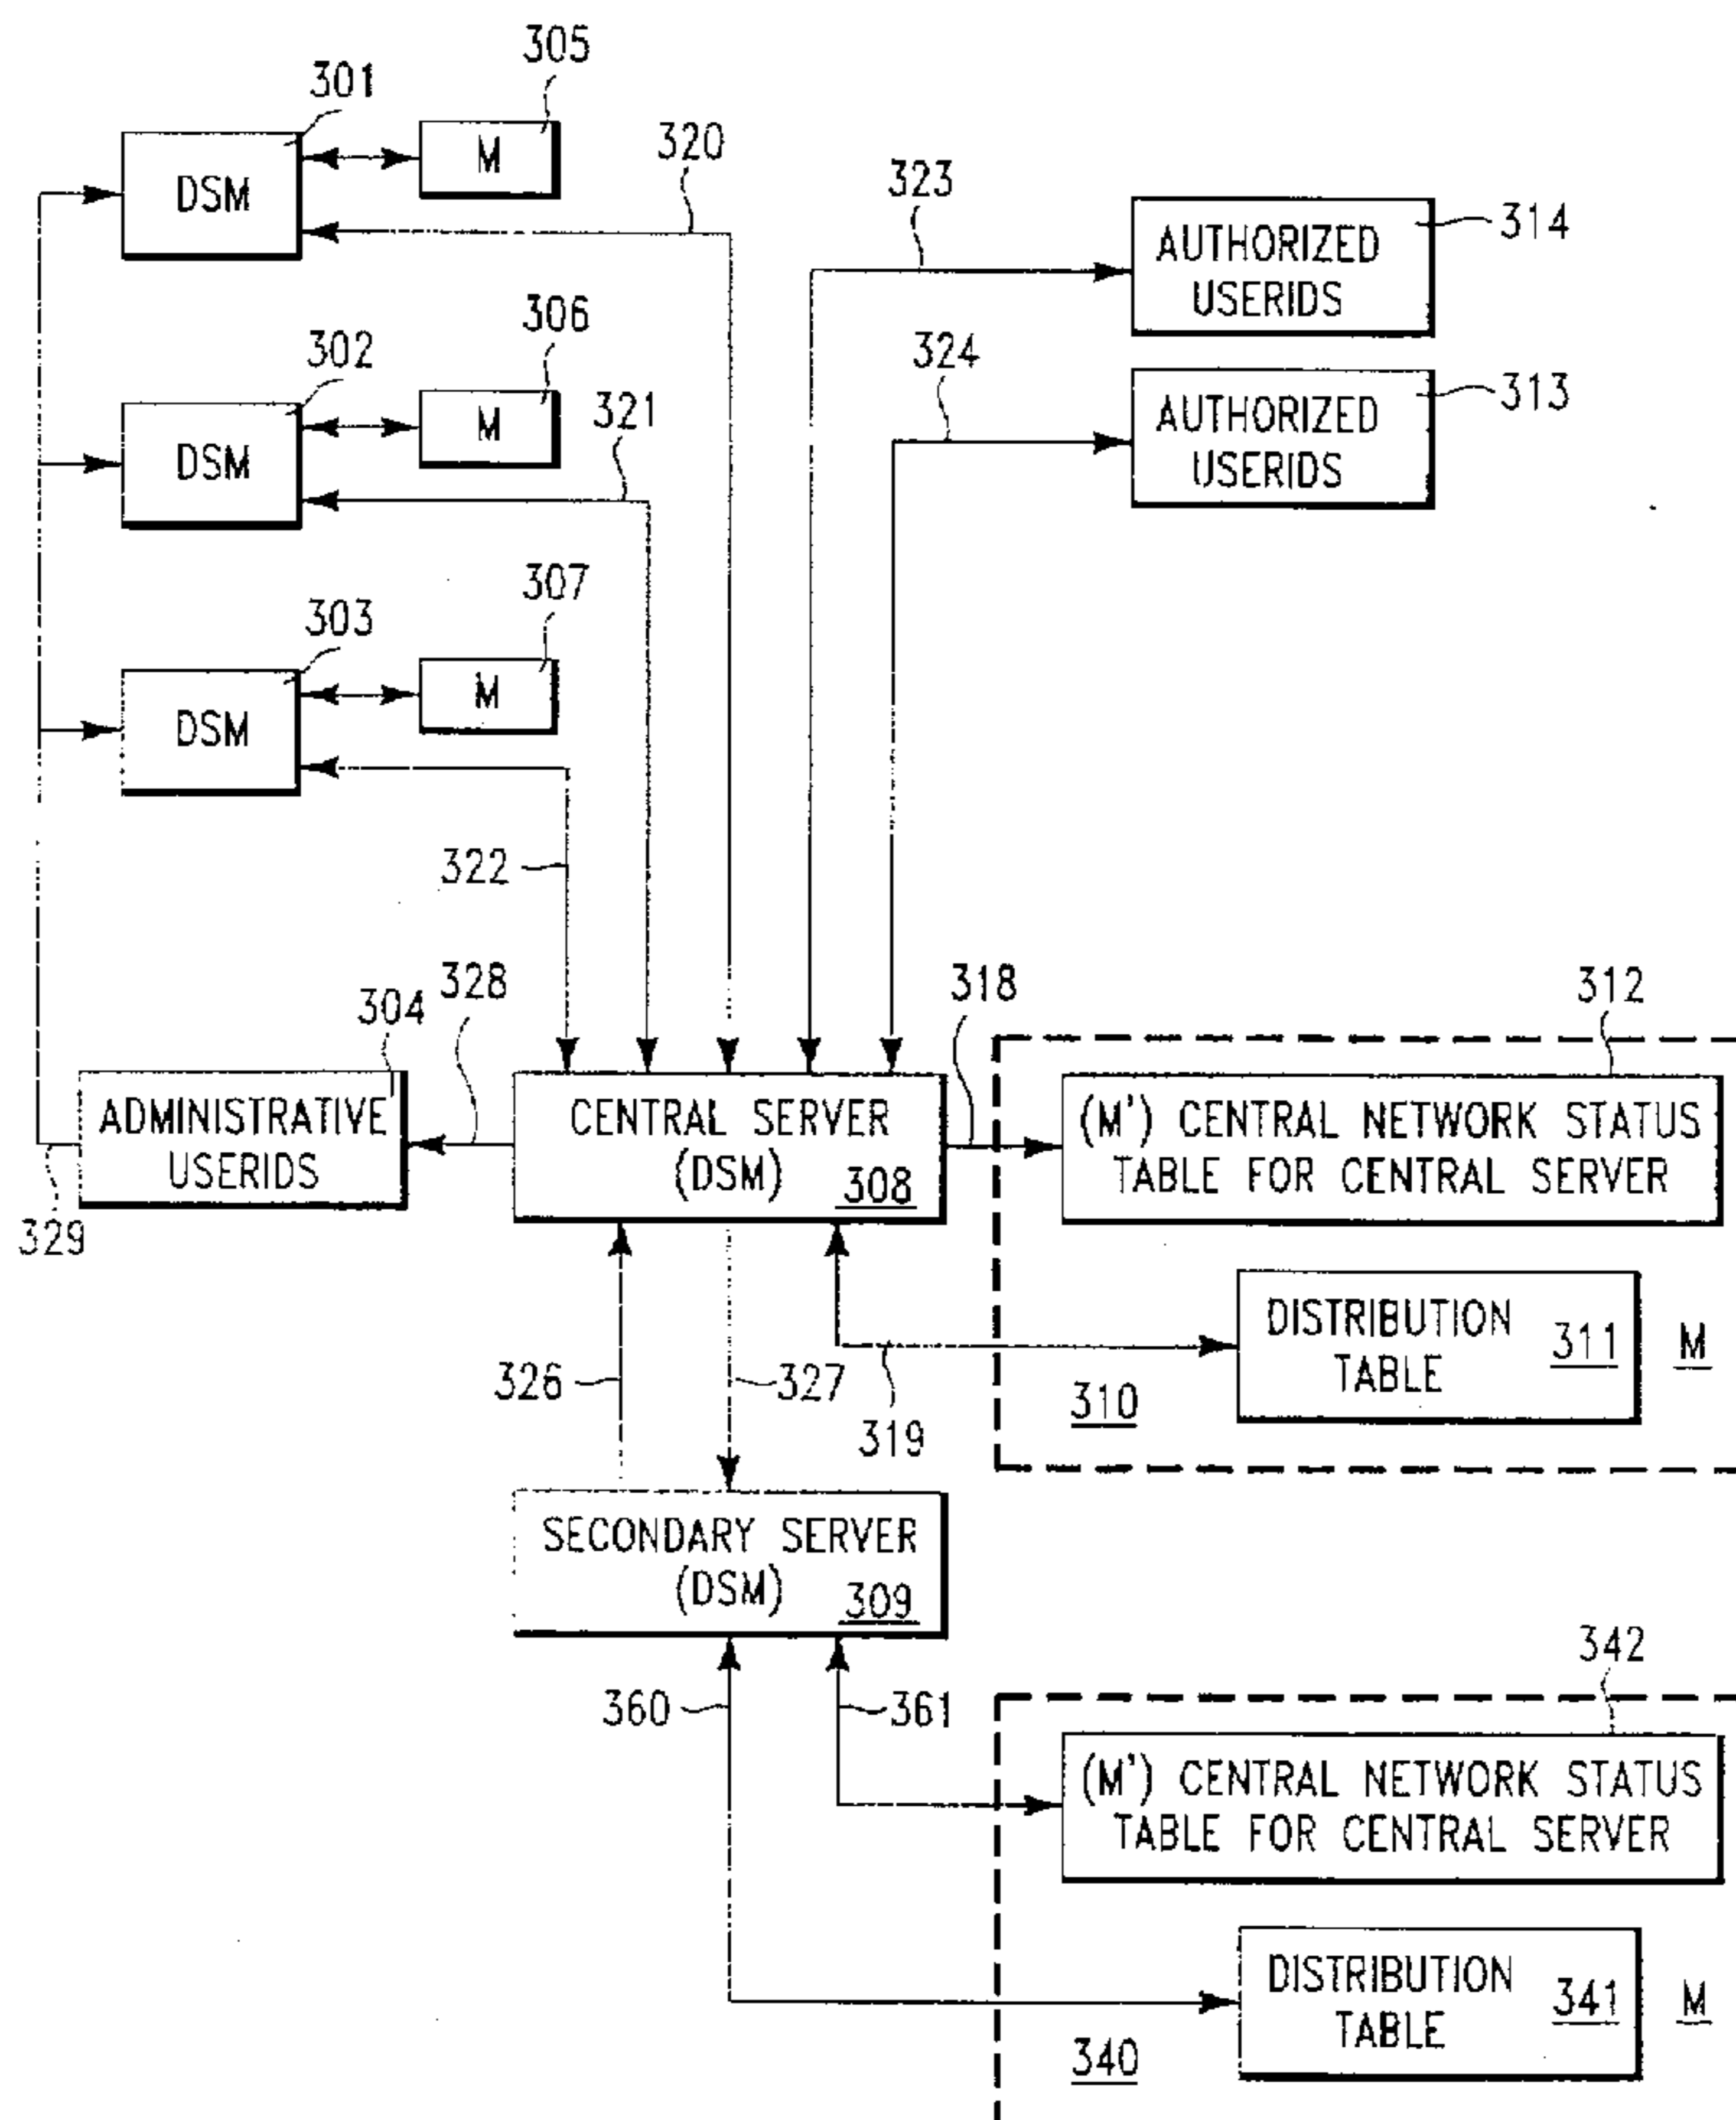 305
301
M
320
DSM
323
314
AUTHORIZED
USERIDS
306
302
324
M
321
313
DSM
AUTHORIZED
USERIDS
307
303
M
DSM
322
328
318
312
304
ADMINISTRATIVE
USERIDS
CENTRAL SERVER
(DSM) 308
(M') CENTRAL NETWORK STATUS
TABLE FOR CENTRAL SERVER
329
DISTRIBUTION
TABLE
311
M
326
327
319
310
SECONDARY SERVER
(DSM) 309
342
360
361
(M') CENTRAL NETWORK STATUS
TABLE FOR CENTRAL SERVER
DISTRIBUTION
TABLE
341
M
340